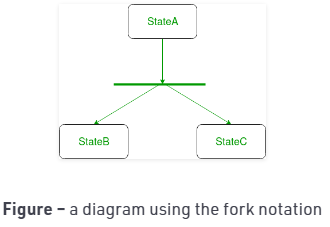 StateA
StateB StateC
Figure – a diagram using the fork notation